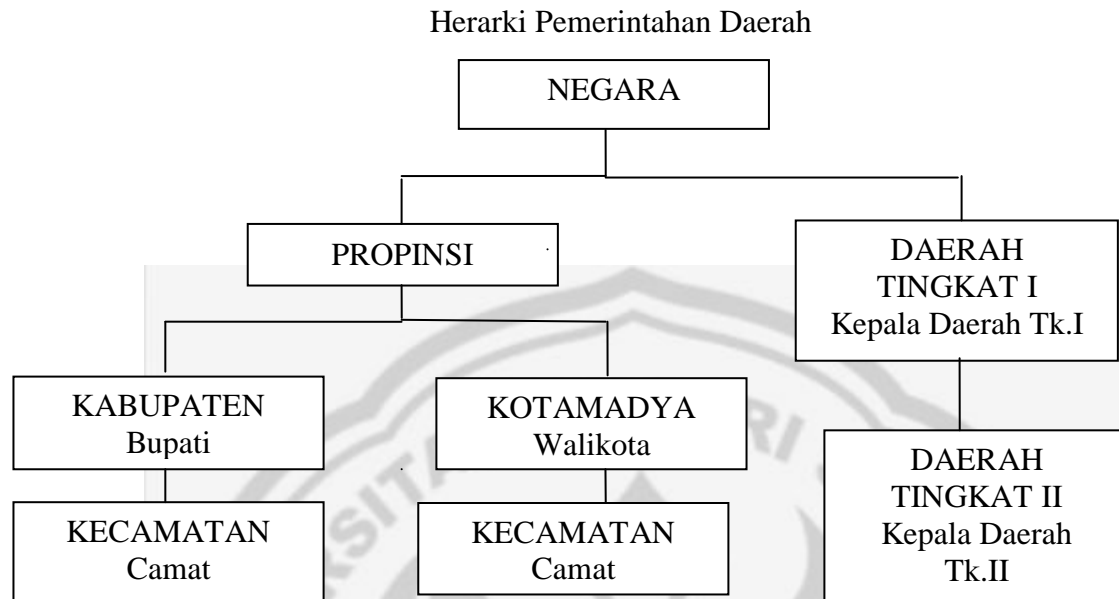 Herarki Pemerintahan Daerah
NEGARA
PROPINSI
DAERAH
TINGKAT I
Kepala Daerah Tk.I
KABUPATEN
Bupati
KOTAMADYA
Walikota
DAERAH
TINGKAT II
Kepala Daerah
Tk.II
KECAMATAN
Camat
KECAMATAN
Camat